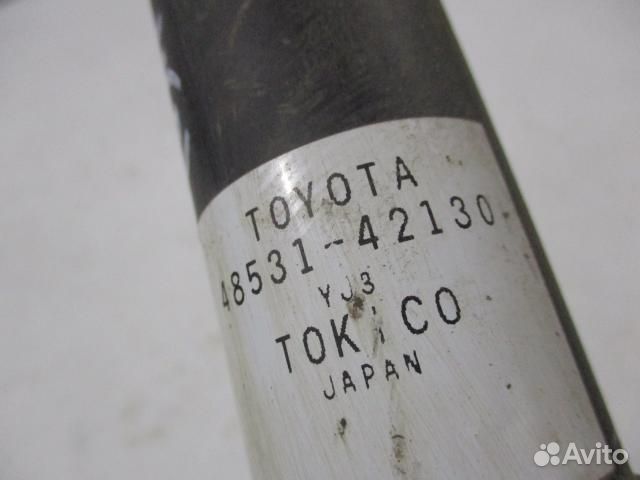 TOYOTA
48531-42130
YJ3
TOKICO
JAPAN
Avito